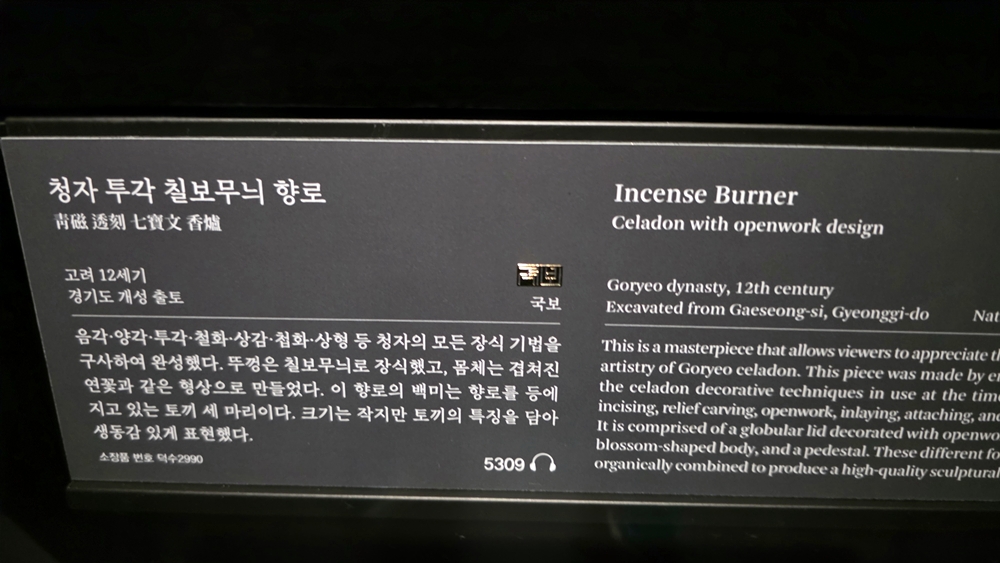 청자 투각 칠보무늬 향로
靑磁 透刻 七寶文 香爐
고려 12세기
경기도 개성 출토
국보
국보
음각·양각·투각·철화·상감·첩화·상형 등 청자의 모든 장식 기법을
구사하여 완성했다. 뚜껑은 칠보무늬로 장식했고, 몸체는 겹쳐진
연꽃과 같은 형상으로 만들었다. 이 향로의 백미는 향로를 등에
지고 있는 토끼 세 마리이다. 크기는 작지만 토끼의 특징을 담아
생동감 있게 표현했다.
소장품 번호 덕수2990
5309
Incense Burner
Celadon with openwork design
Goryeo dynasty, 12th century
Excavated from Gaeseong-si, Gyeonggi-do
Nat
This is a masterpiece that allows viewers to appreciate
artistry of Goryeo celadon. This piece was made by
the celadon decorative techniques in use at the
incising, relief carving, openwork, inlaying, attaching,
It is comprised of a globular lid decorated with
blossom-shaped body, and a pedestal. These different
organically combined to produce a high-quality